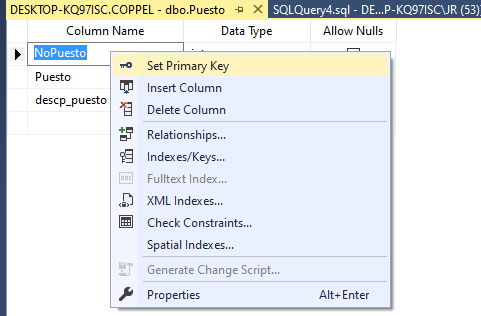 DESKTOP-KQ97ISC.COPPEL - dbo.Puesto
SQLQuery4.sql - DE...P-KQ97ISC\JR (53))
Column Name Data Type Allow Nulls
NoPuesto
Puesto
descp_puesto
Set Primary Key
Insert Column
Delete Column
Relationships...
Indexes/Keys...
Fulltext Index...
XML Indexes...
Check Constraints...
Spatial Indexes...
Generate Change Script...
Properties Alt+Enter